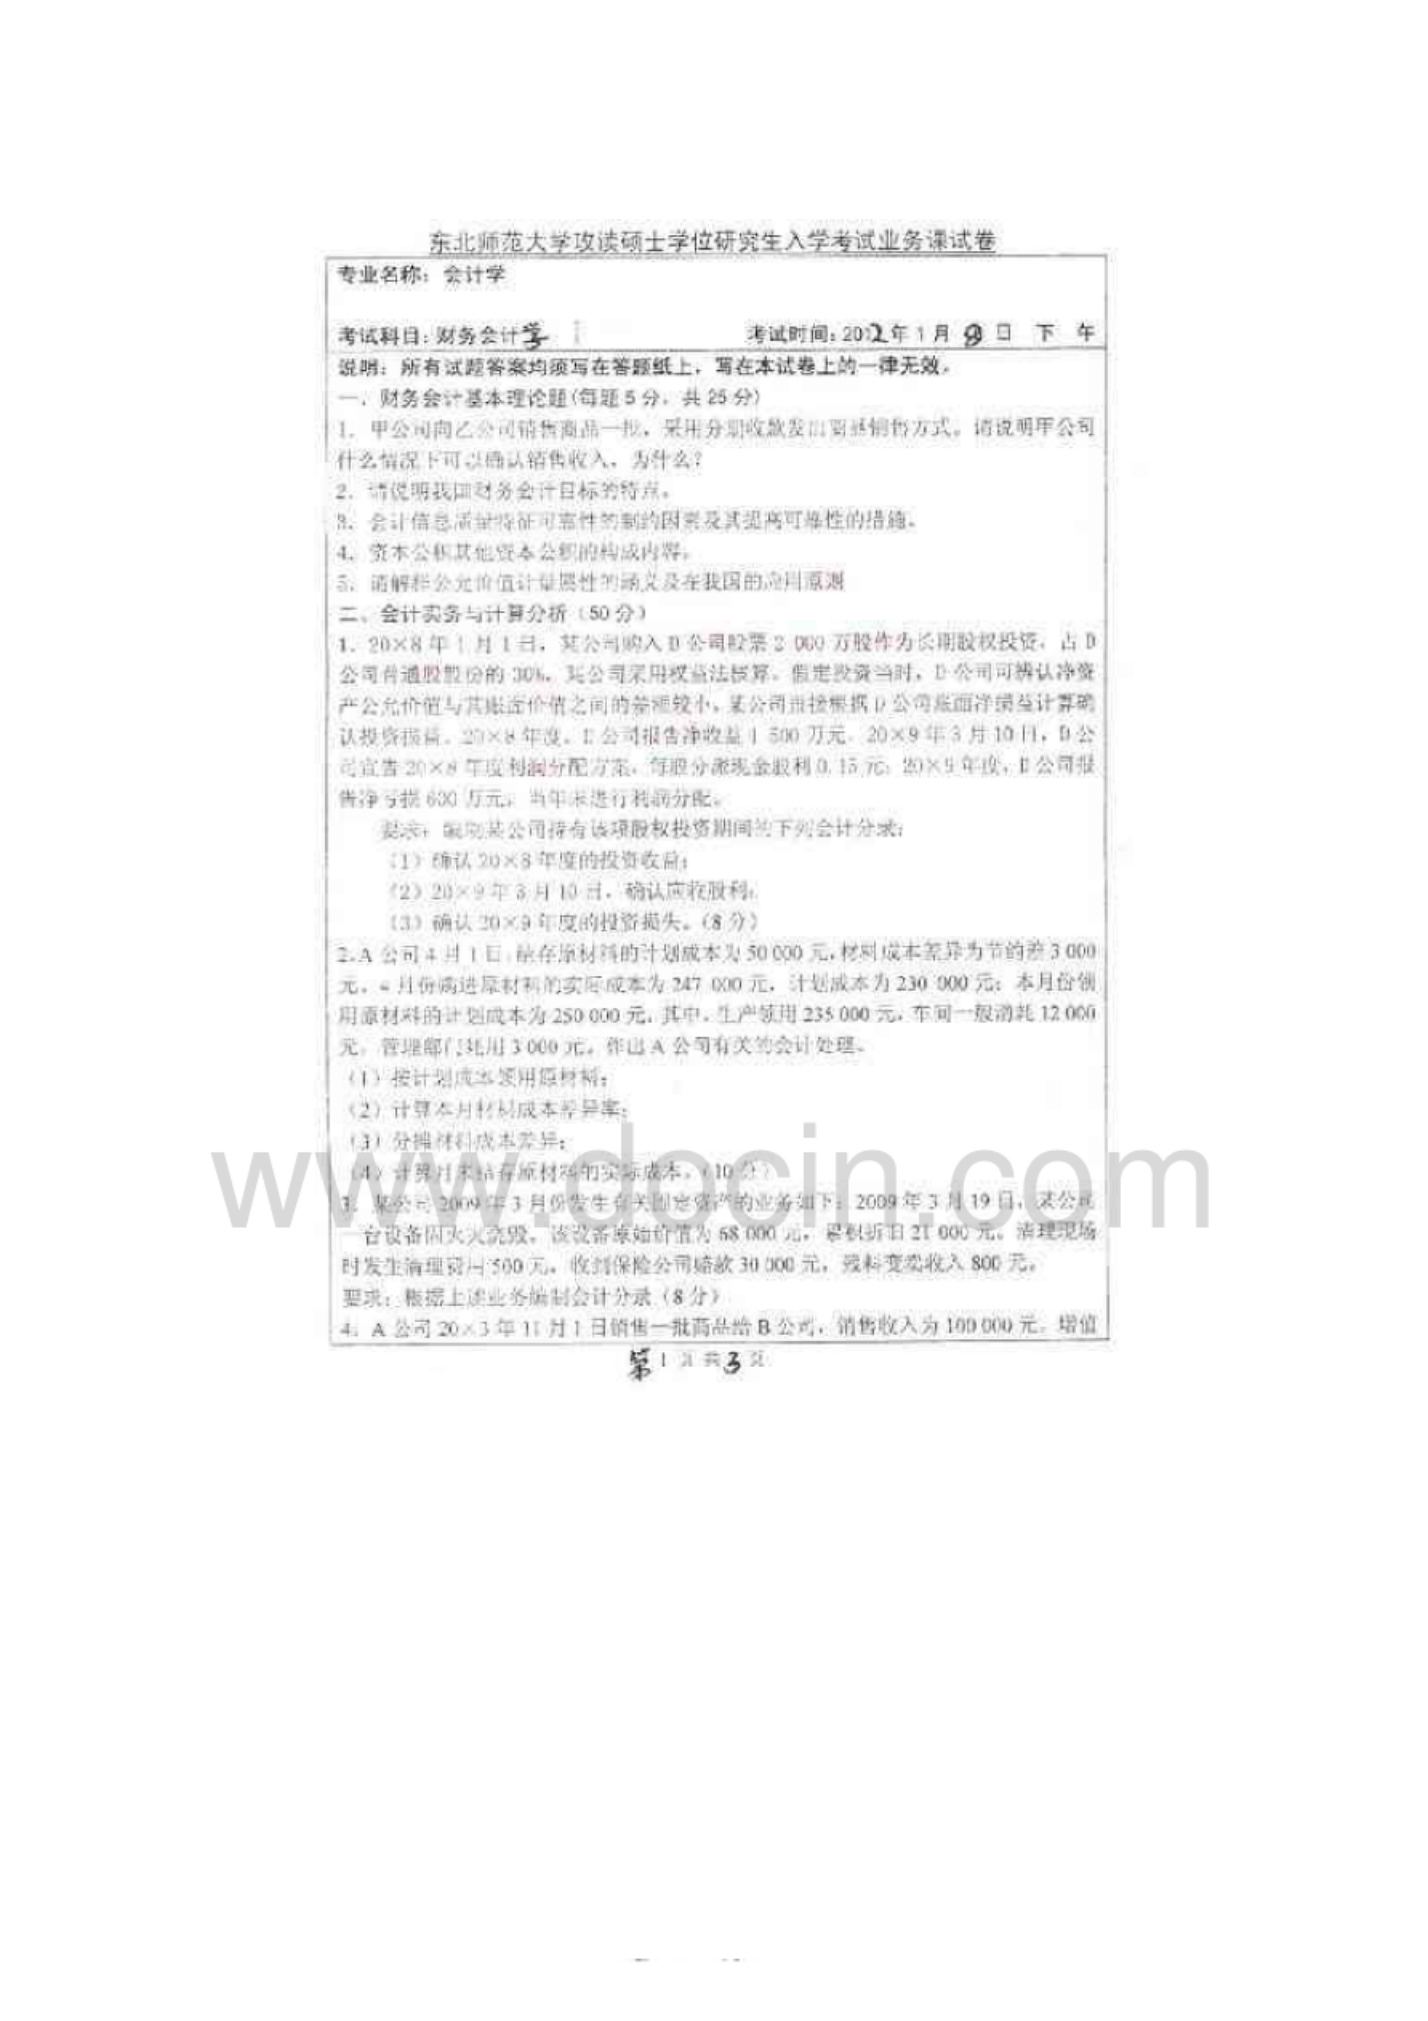 东北师范大学攻读硕士学位研究生入学考试业务课试卷
专业名称：会计学
考试科目：财务会计学
考试时间：2012年1月8日 下 午
说明：所有试题答案均须写在答题纸上，写在本试卷上的一律无效。
一、财务会计基本理论题(每题5分，共25分)
1．甲公司向乙公司销售商品一批，采用分期收款发出商品销售方式。请说明甲公司
什么情况下可以确认销售收入，为什么？
2．请说明我国财务会计目标的特点。
3．会计信息质量特征可靠性的制约因素及其提高可靠性的措施。
4．资本公积其他资本公积的构成内容。
5．请解释公允价值计量属性的涵义及在我国的应用原则
二、会计实务与计算分析（50分）
1．20×8年1月1日，某公司购入D公司股票2 000万股作为长期股权投资，占D
公司普通股股份的30%，某公司采用权益法核算。假定投资当时，D公司可辨认净资
产公允价值与其账面价值之间的差额较小，某公司直接根据D公司账面净损益计算确
认投资损益。20×8年度，D公司报告净收益1 500万元。20×9年3月10日，D公
司宣告20×8年度利润分配方案，每股分派现金股利0.15元；20×9年度，D公司报
告净亏损600万元，当年未进行利润分配。
要求：编制某公司持有该项股权投资期间的下列会计分录：
（1）确认20×8年度的投资收益；
（2）20×9年3月10日，确认应收股利；
（3）确认20×9年度的投资损失。（8分）
2．A公司4月1日，结存原材料的计划成本为50 000元，材料成本差异为节约差3 000
元。4月份购进原材料的实际成本为247 000元，计划成本为230 000元；本月份领
用原材料的计划成本为250 000元，其中，生产领用235 000元，车间一般消耗12 000
元，管理部门耗用3 000元。作出A公司有关的会计处理。
（1）按计划成本领用原材料；
（2）计算本月材料成本差异率；
（3）分摊材料成本差异；
（4）计算月末结存原材料的实际成本。（10分）
3．某公司2009年3月份发生有关固定资产的业务如下：2009年3月19日，某公司
一台设备因火灾烧毁，该设备原始价值为68 000元，累积折旧21 000元。清理现场
时发生清理费用500元，收到保险公司赔款30 000元，残料变卖收入800元。
要求：根据上述业务编制会计分录（8分）
4．A公司20×3年11月1日销售一批商品给B公司，销售收入为100 000元，增值
第1页共3页
www.docin.com